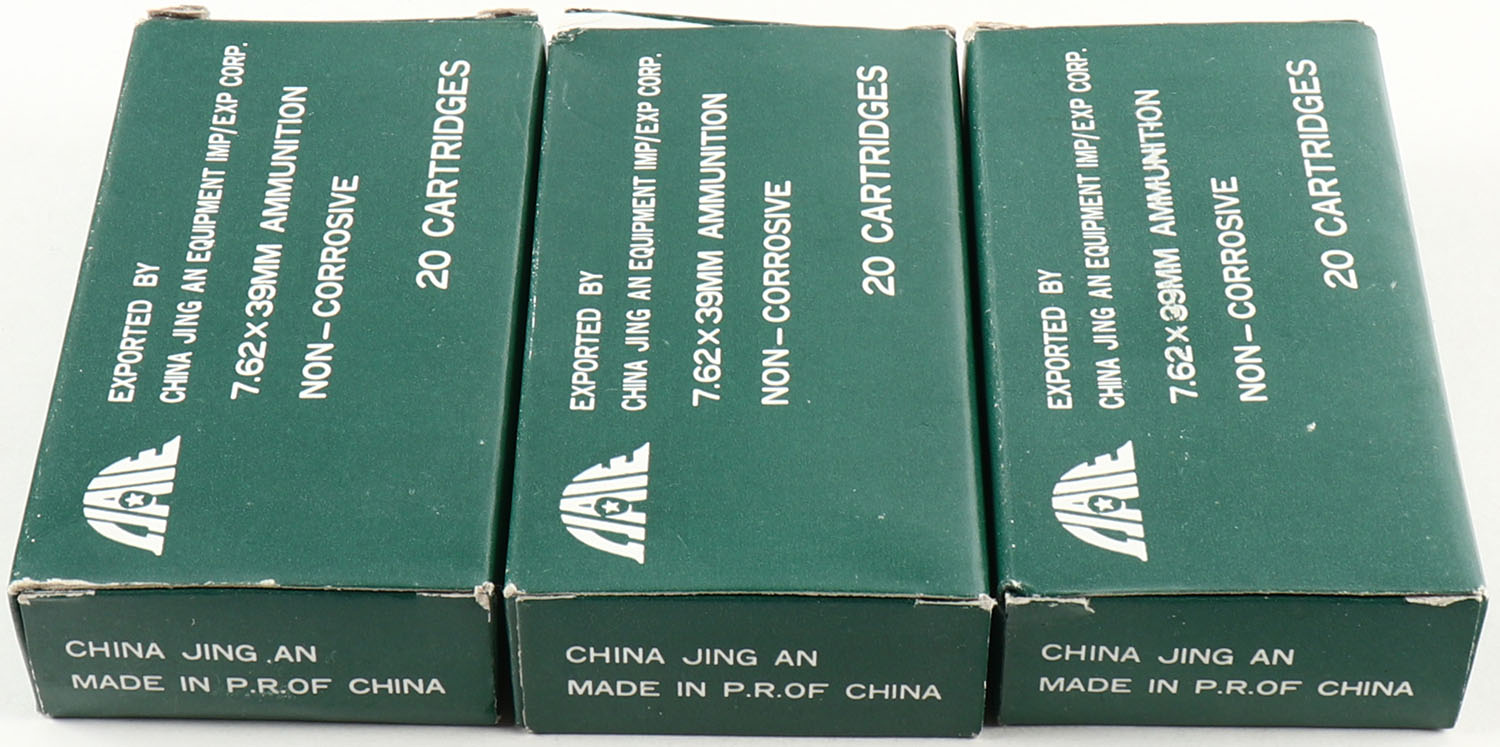 EXPORTED BY
CHINA JING AN EQUIPMENT IMP/EXP CORP.
7.62X39MM AMMUNITION
NON-CORROSIVE
20 CARTRIDGES
CHINA JING AN
MADE IN P.R.OF CHINA
EXPORTED BY
CHINA JING AN EQUIPMENT IMP/EXP CORP.
7.62X39MM AMMUNITION
NON-CORROSIVE
20 CARTRIDGES
CHINA JING AN
MADE IN P.R.OF CHINA
EXPORTED BY
CHINA JING AN EQUIPMENT IMP/EXP CORP.
7.62X39MM AMMUNITION
NON-CORROSIVE
20 CARTRIDGES
CHINA JING AN
MADE IN P.R.OF CHINA